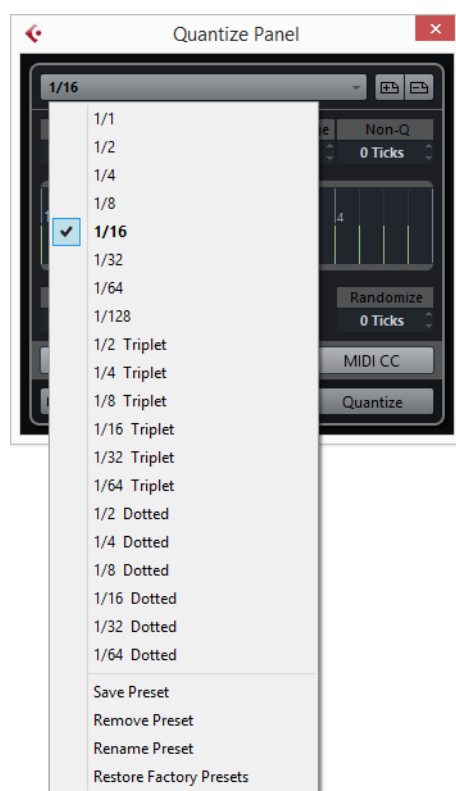 Quantize Panel
1/16
1/1
1/2
1/4
1/8
1/16
1/32
1/64
1/128
1/2 Triplet
1/4 Triplet
1/8 Triplet
1/16 Triplet
1/32 Triplet
1/64 Triplet
1/2 Dotted
1/4 Dotted
1/8 Dotted
1/16 Dotted
1/32 Dotted
1/64 Dotted
Save Preset
Remove Preset
Rename Preset
Restore Factory Presets
Non-Q
0 Ticks
4
Randomize
0 Ticks
MIDI CC
Quantize